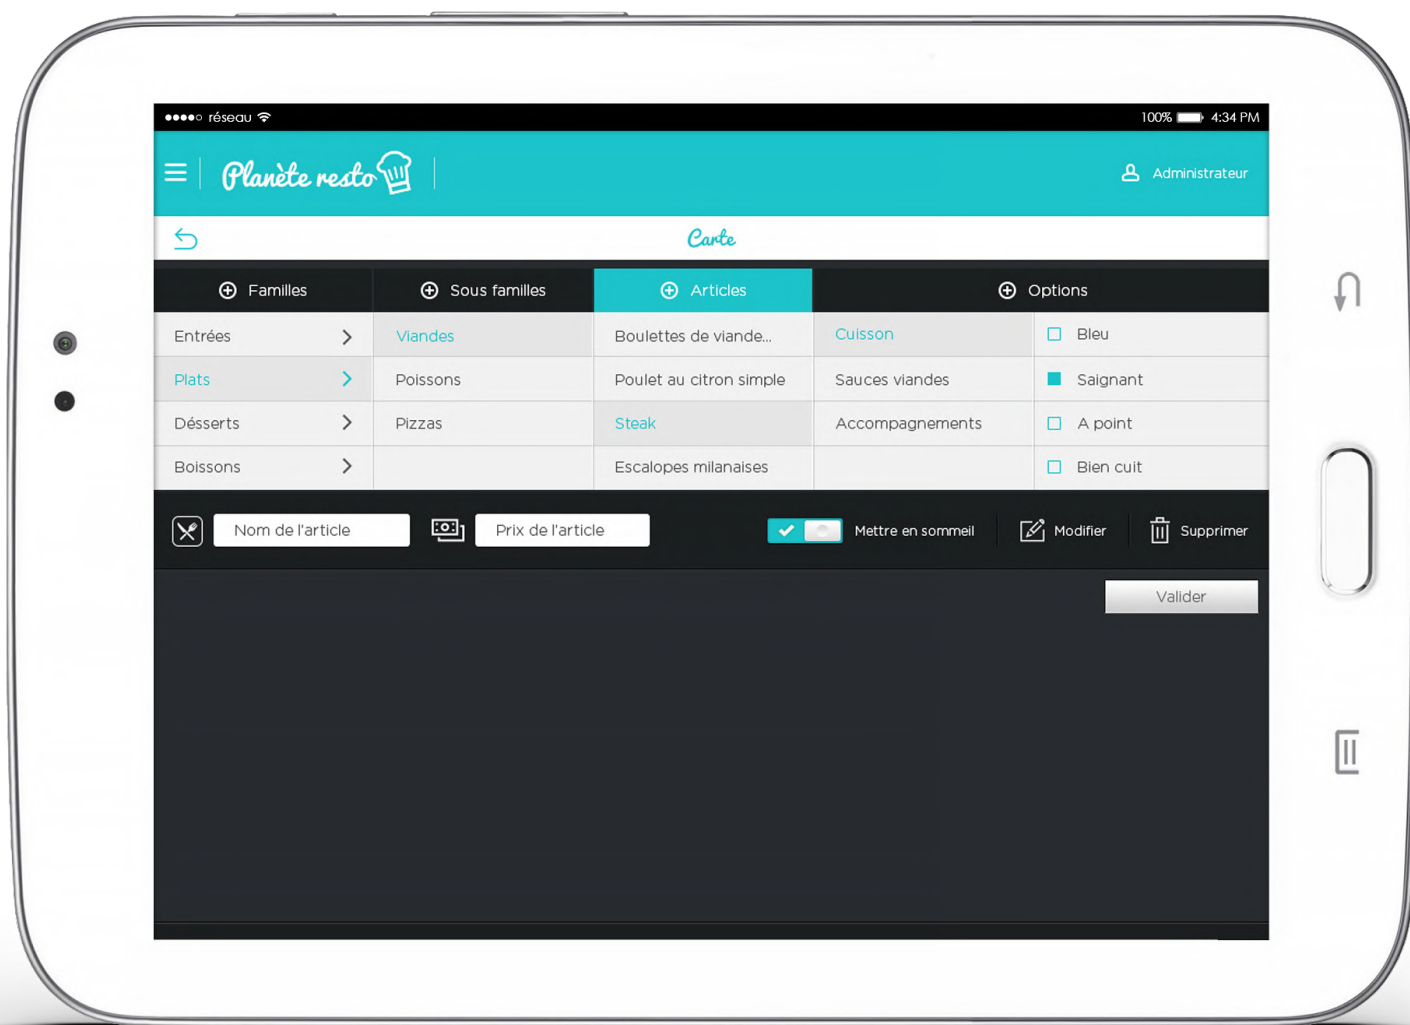 réseau 100% 4:34 PM
Planète resto Administrateur
Carte
Familles Sous familles Articles Options
Entrées Viandes Boulettes de viande... Cuisson Bleu
Plats Poissons Poulet au citron simple Sauces viandes Saignant
Désserts Pizzas Steak Accompagnements A point
Boissons Escalopes milanaises Bien cuit
Nom de l'article Prix de l'article Mettre en sommeil Modifier Supprimer
Valider